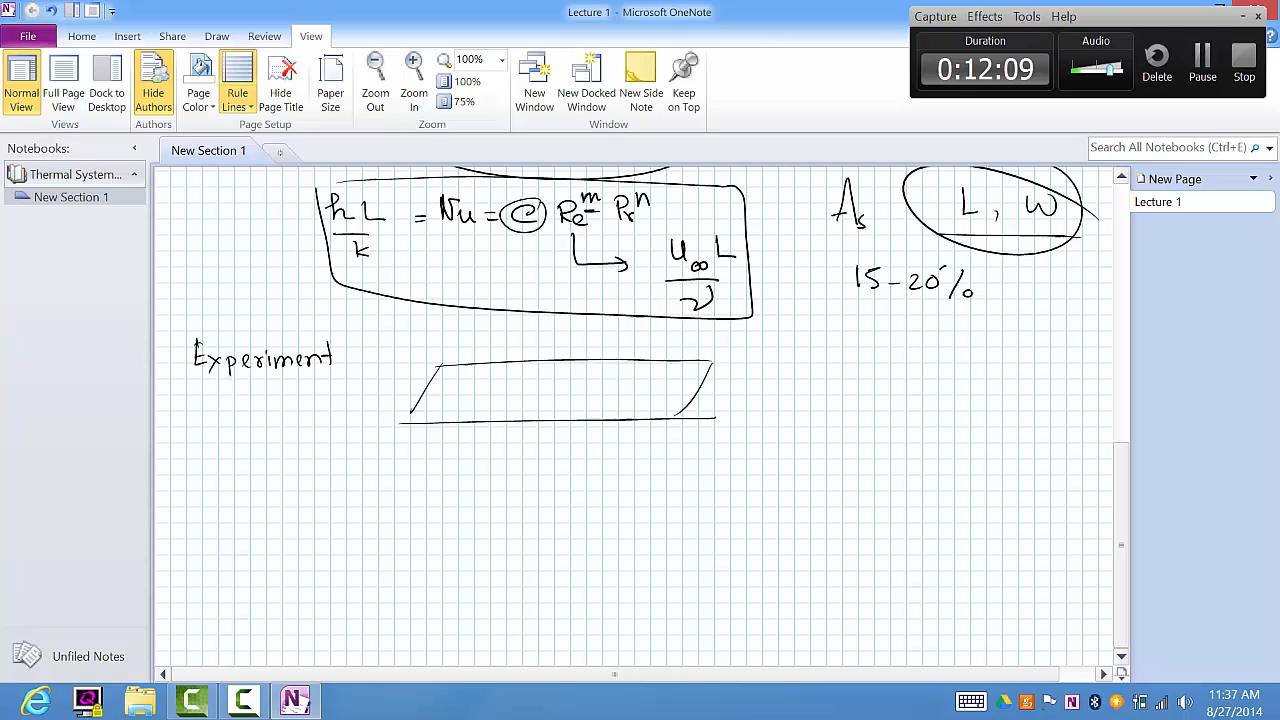 Lecture 1 - Microsoft OneNote
File Home Insert Share Draw Review View
Normal View
Full Page View
Dock to Desktop
Views
Hide Authors
Authors
Page Color
Rule Lines
Hide Page Title
Paper Size
Page Setup
Zoom Out
Zoom In
100%
100%
75%
Zoom
New Window
New Docked Window
New Side Note
Keep on Top
Window
Capture Effects Tools Help
Duration
0:12:09
Audio
Delete Pause Stop
Notebooks:
Thermal System...
New Section 1
New Section 1
Search All Notebooks (Ctrl+E)
New Page
Lecture 1
hL/k = Nu = C Re^m Pr^n
u∞ L/ν
As L, W
15-20%
Experiment
Unfiled Notes
11:37 AM
8/27/2014